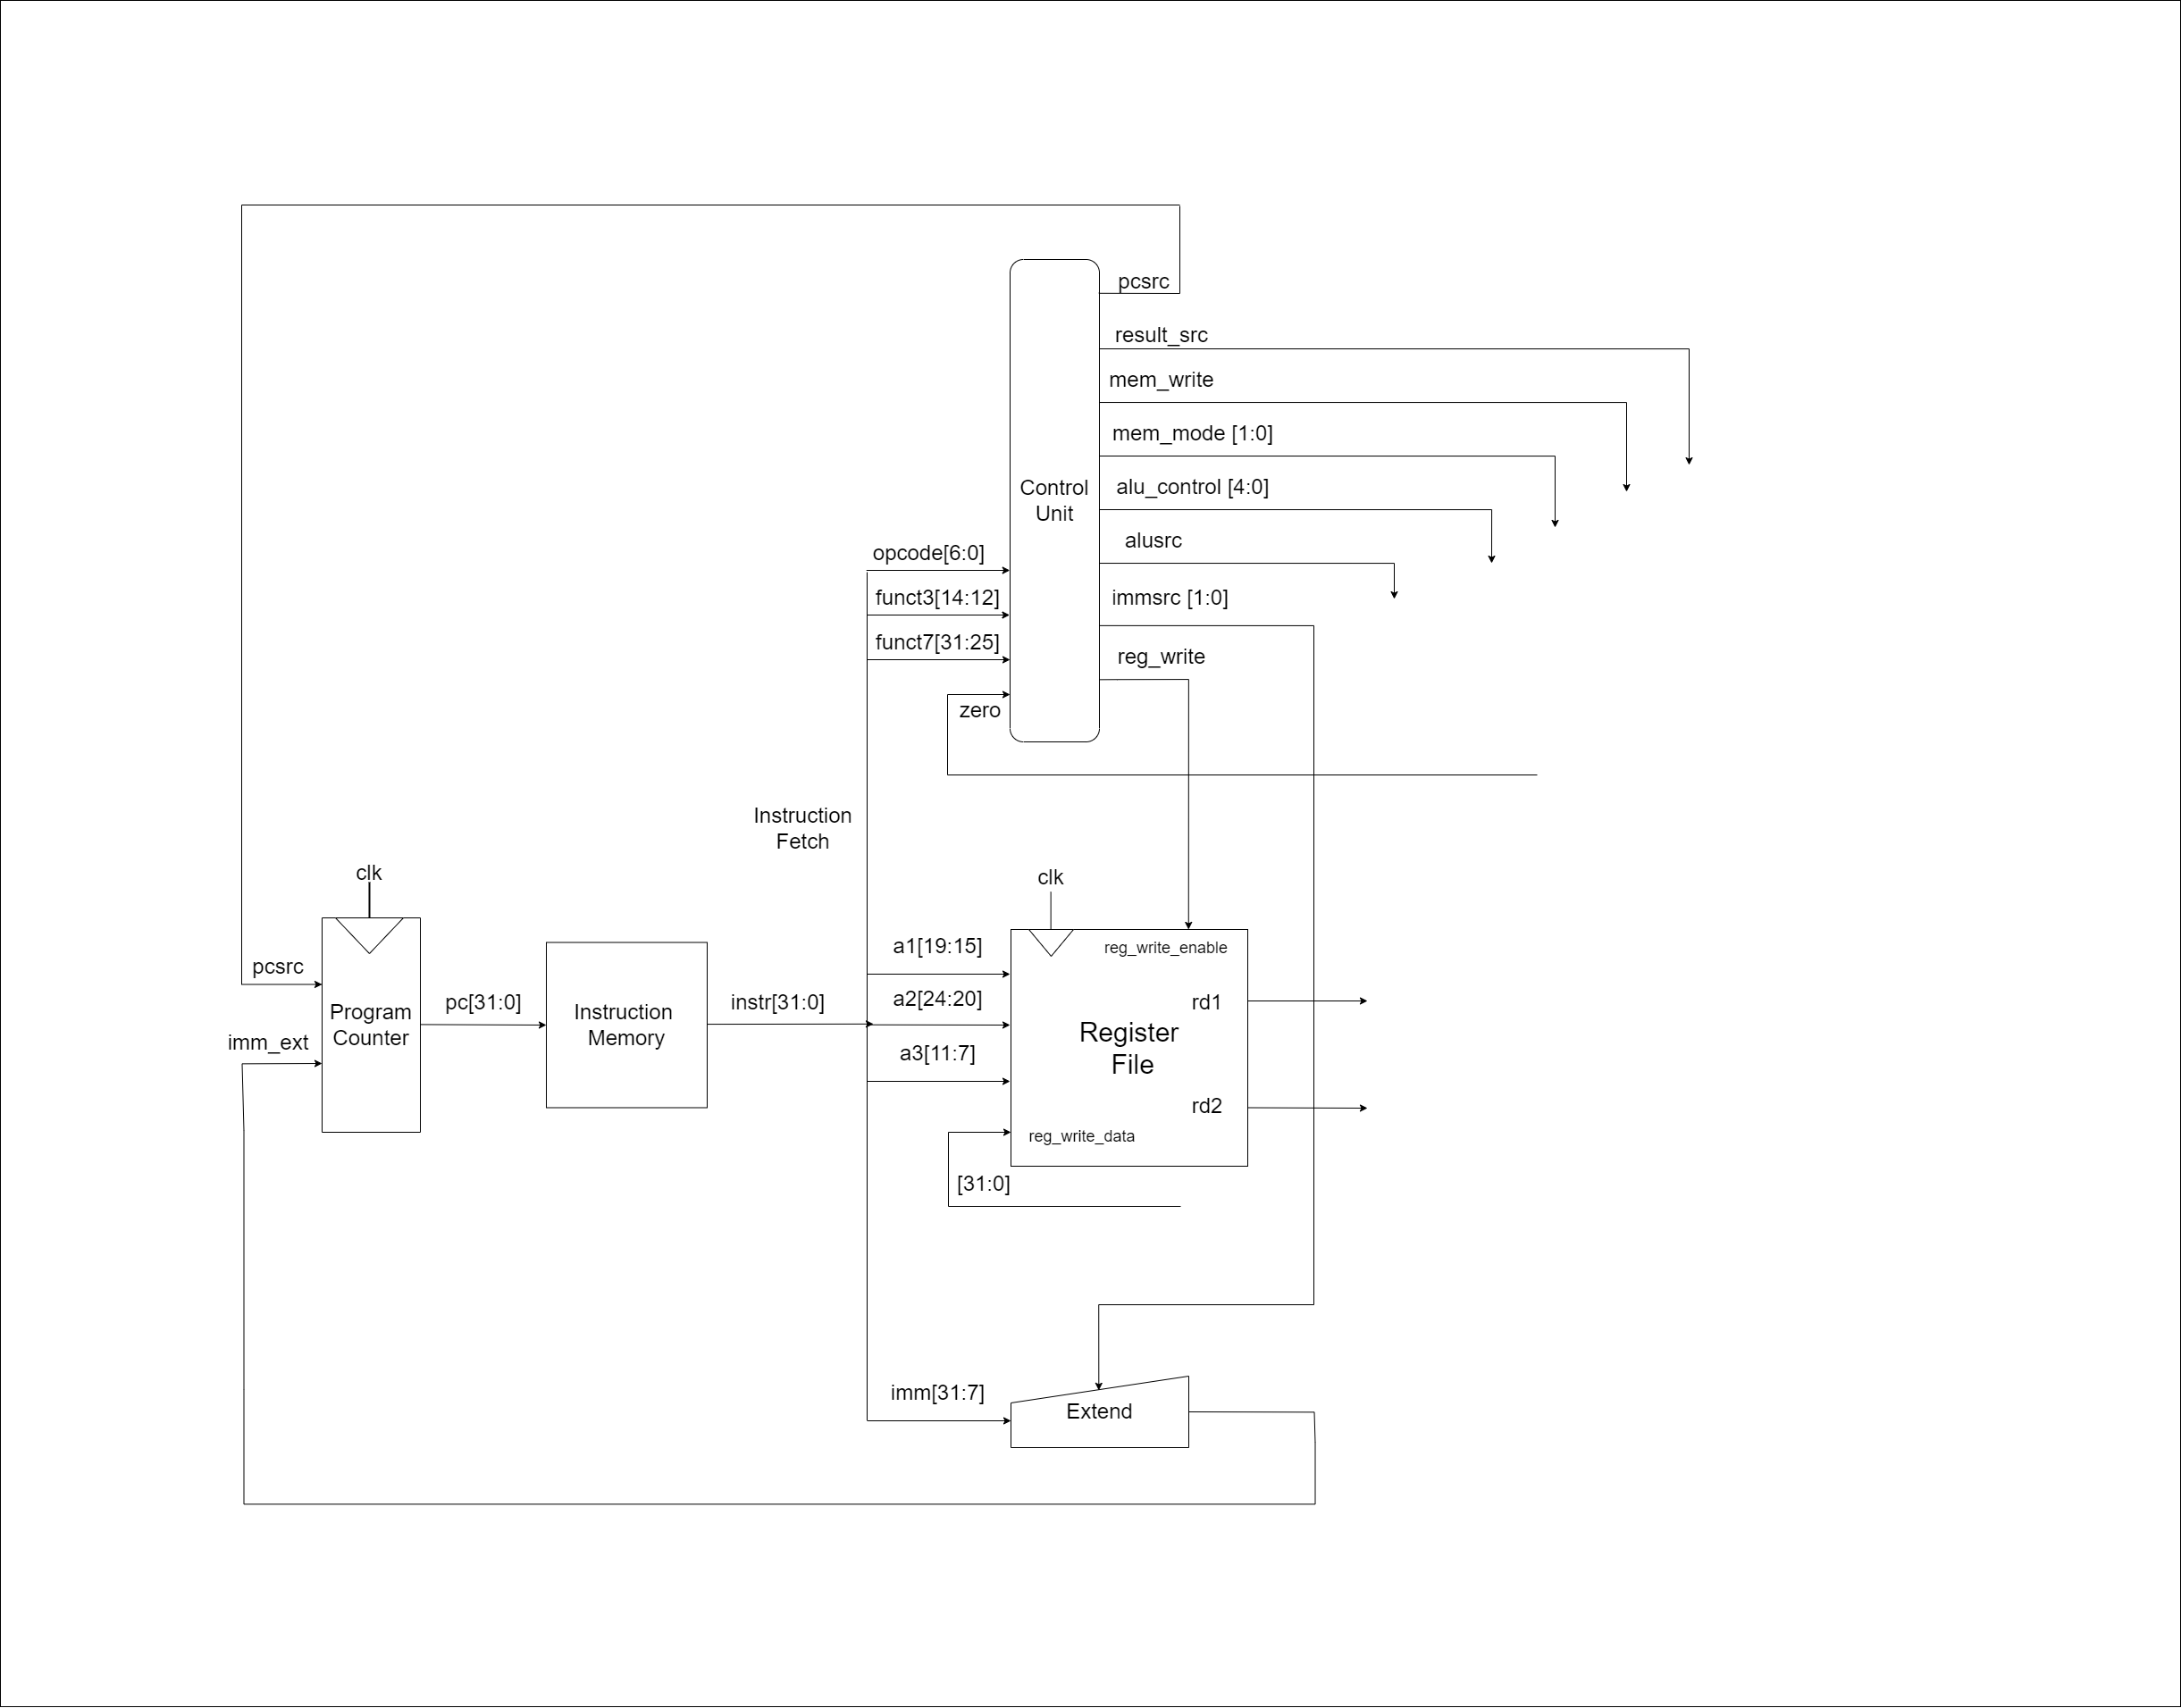 pcsrc
result_src
mem_write
mem_mode [1:0]
Control
Unit
alu_control [4:0]
alusrc
opcode[6:0]
funct3[14:12]
immsrc [1:0]
funct7[31:25]
reg_write
zero
Instruction
Fetch
clk
clk
a1[19:15]
reg_write_enable
pcsrc
pc[31:0]
instr[31:0]
a2[24:20]
rd1
Program
Counter
Instruction
Memory
Register
File
imm_ext
a3[11:7]
rd2
reg_write_data
[31:0]
imm[31:7]
Extend